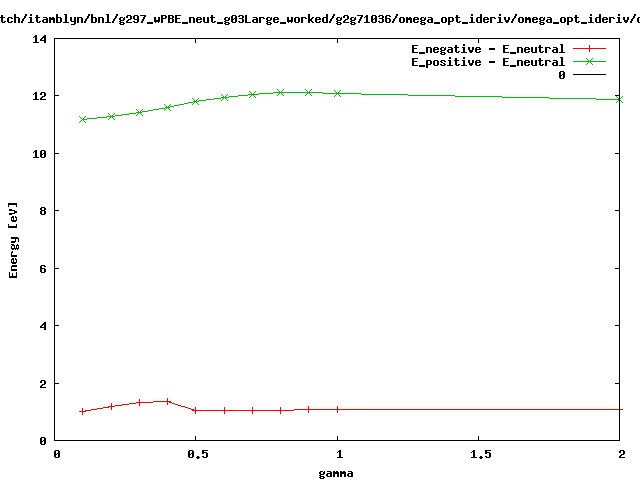 tch/itamblyn/bnl/g297_wPBE_neut_g03Large_worked/g2g71036/omega_opt_ideriv/omega_opt_ideriv/o
E_negative - E_neutral
E_positive - E_neutral
0
14
12
10
8
6
4
2
0
Energy [eV]
0 0.5 1 1.5 2
gamma